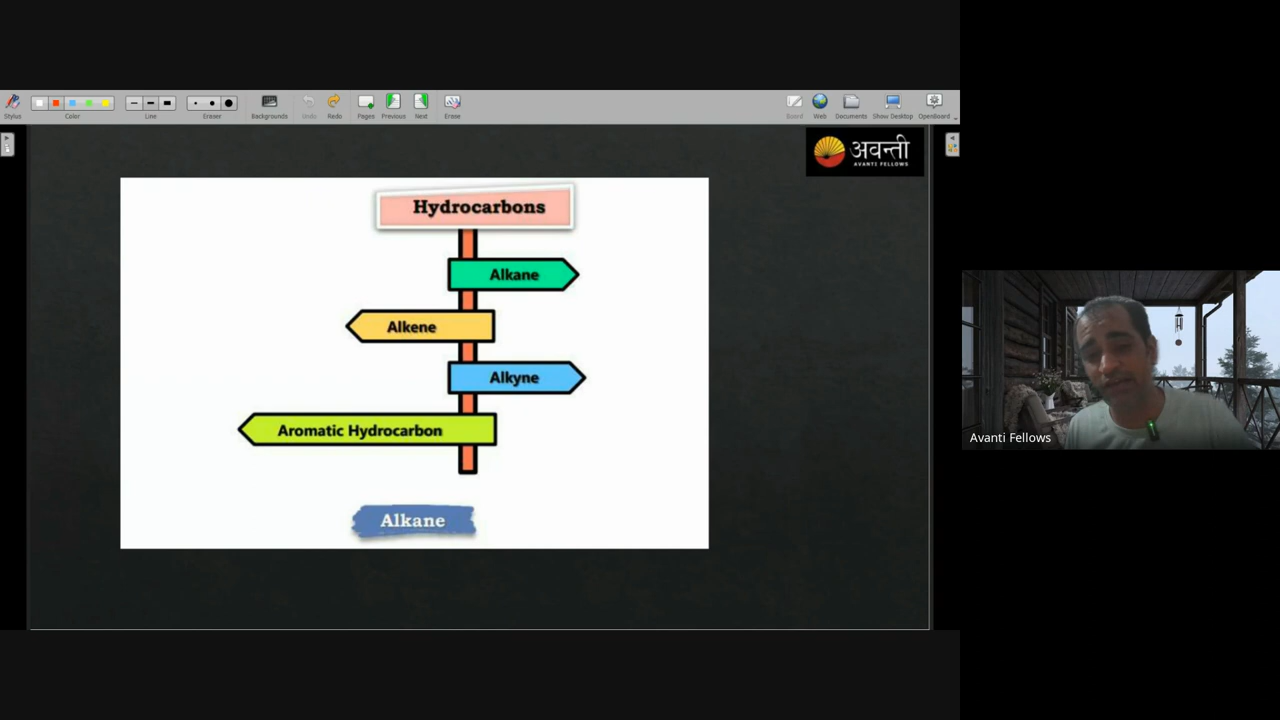 Stylus
Color
Line
Eraser
Backgrounds
Undo
Redo
Pages
Previous
Next
Erase
Board
Web
Documents
Show Desktop
OpenBoard
अवन्ती
AVANTI FELLOWS
Hydrocarbons
Alkane
Alkene
Alkyne
Aromatic Hydrocarbon
Alkane
Avanti Fellows